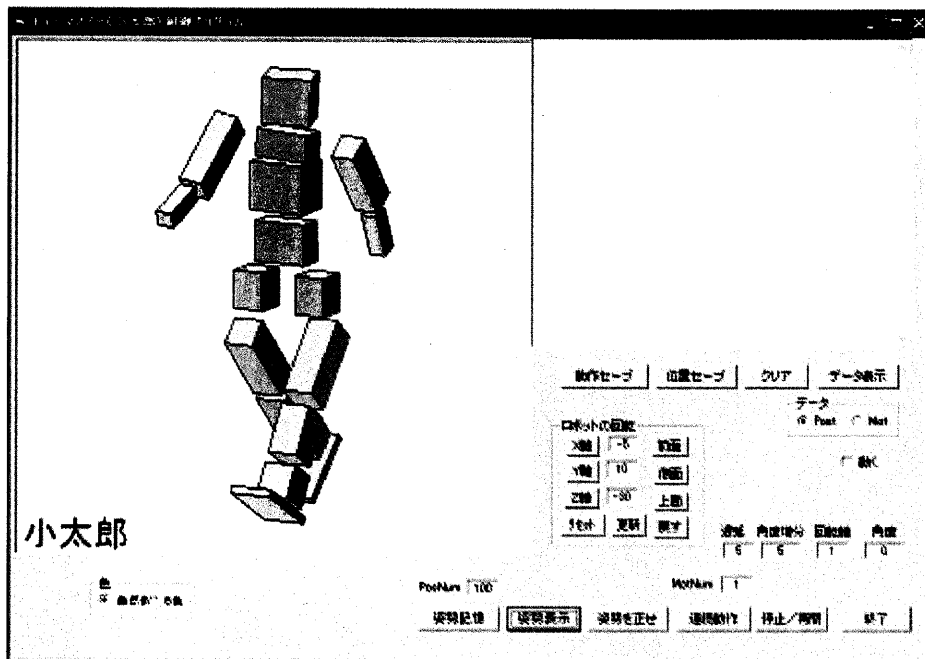 動作セーブ 位置セーブ クリア データ表示
データ
Post Mot
ロボットの回転
X軸 -5 前面
Y軸 10 側面
Z軸 -30 上面
リセット 更新 戻す
動く
速度 角度増分 回転軸 角度
5 5 1 0
小太郎
色
PosNum 100 MotNum 1
姿勢記憶 姿勢表示 姿勢を正せ 連続動作 停止/再開 終了